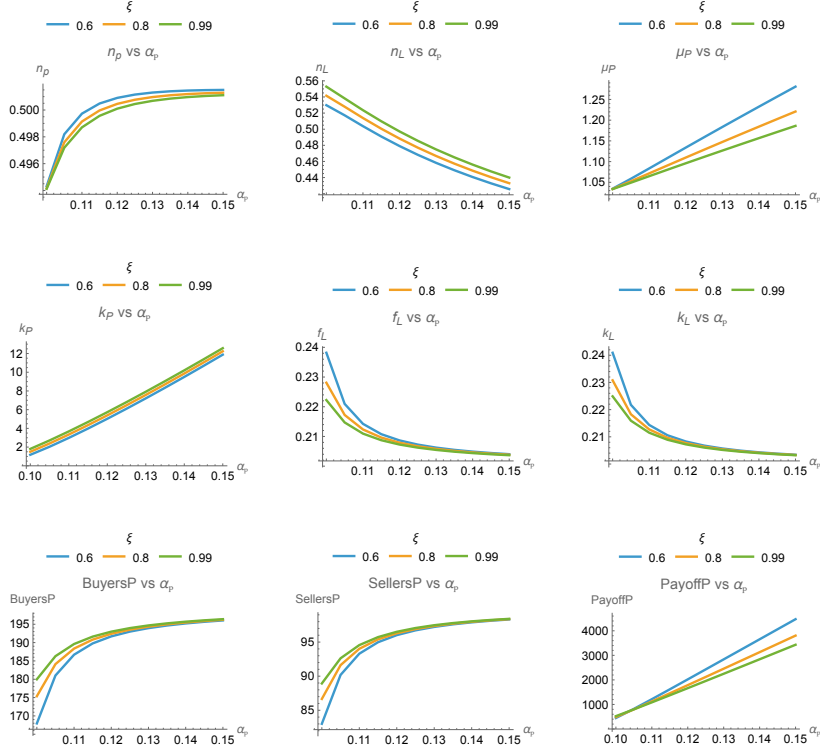 ξ ξ ξ
0.6 0.8 0.99 0.6 0.8 0.99 0.6 0.8 0.99
n_p vs α_P n_L vs α_P μ_P vs α_P
n_p n_L μ_P
0.500 0.498 0.496
0.11 0.12 0.13 0.14 0.15 α_P
0.56 0.54 0.52 0.50 0.48 0.46 0.44
0.11 0.12 0.13 0.14 0.15 α_P
1.25 1.20 1.15 1.10 1.05
0.11 0.12 0.13 0.14 0.15 α_P
ξ ξ ξ
0.6 0.8 0.99 0.6 0.8 0.99 0.6 0.8 0.99
k_P vs α_P f_L vs α_P k_L vs α_P
k_P f_L k_L
12 10 8 6 4 2
0.10 0.11 0.12 0.13 0.14 0.15 α_P
0.24 0.23 0.22 0.21
0.11 0.12 0.13 0.14 0.15 α_P
0.24 0.23 0.22 0.21
0.11 0.12 0.13 0.14 0.15 α_P
ξ ξ ξ
0.6 0.8 0.99 0.6 0.8 0.99 0.6 0.8 0.99
BuyersP vs α_P SellersP vs α_P PayoffP vs α_P
BuyersP SellersP PayoffP
195 190 185 180 175 170
0.11 0.12 0.13 0.14 0.15 α_P
95 90 85
0.11 0.12 0.13 0.14 0.15 α_P
4000 3000 2000 1000
0.10 0.11 0.12 0.13 0.14 0.15 α_P